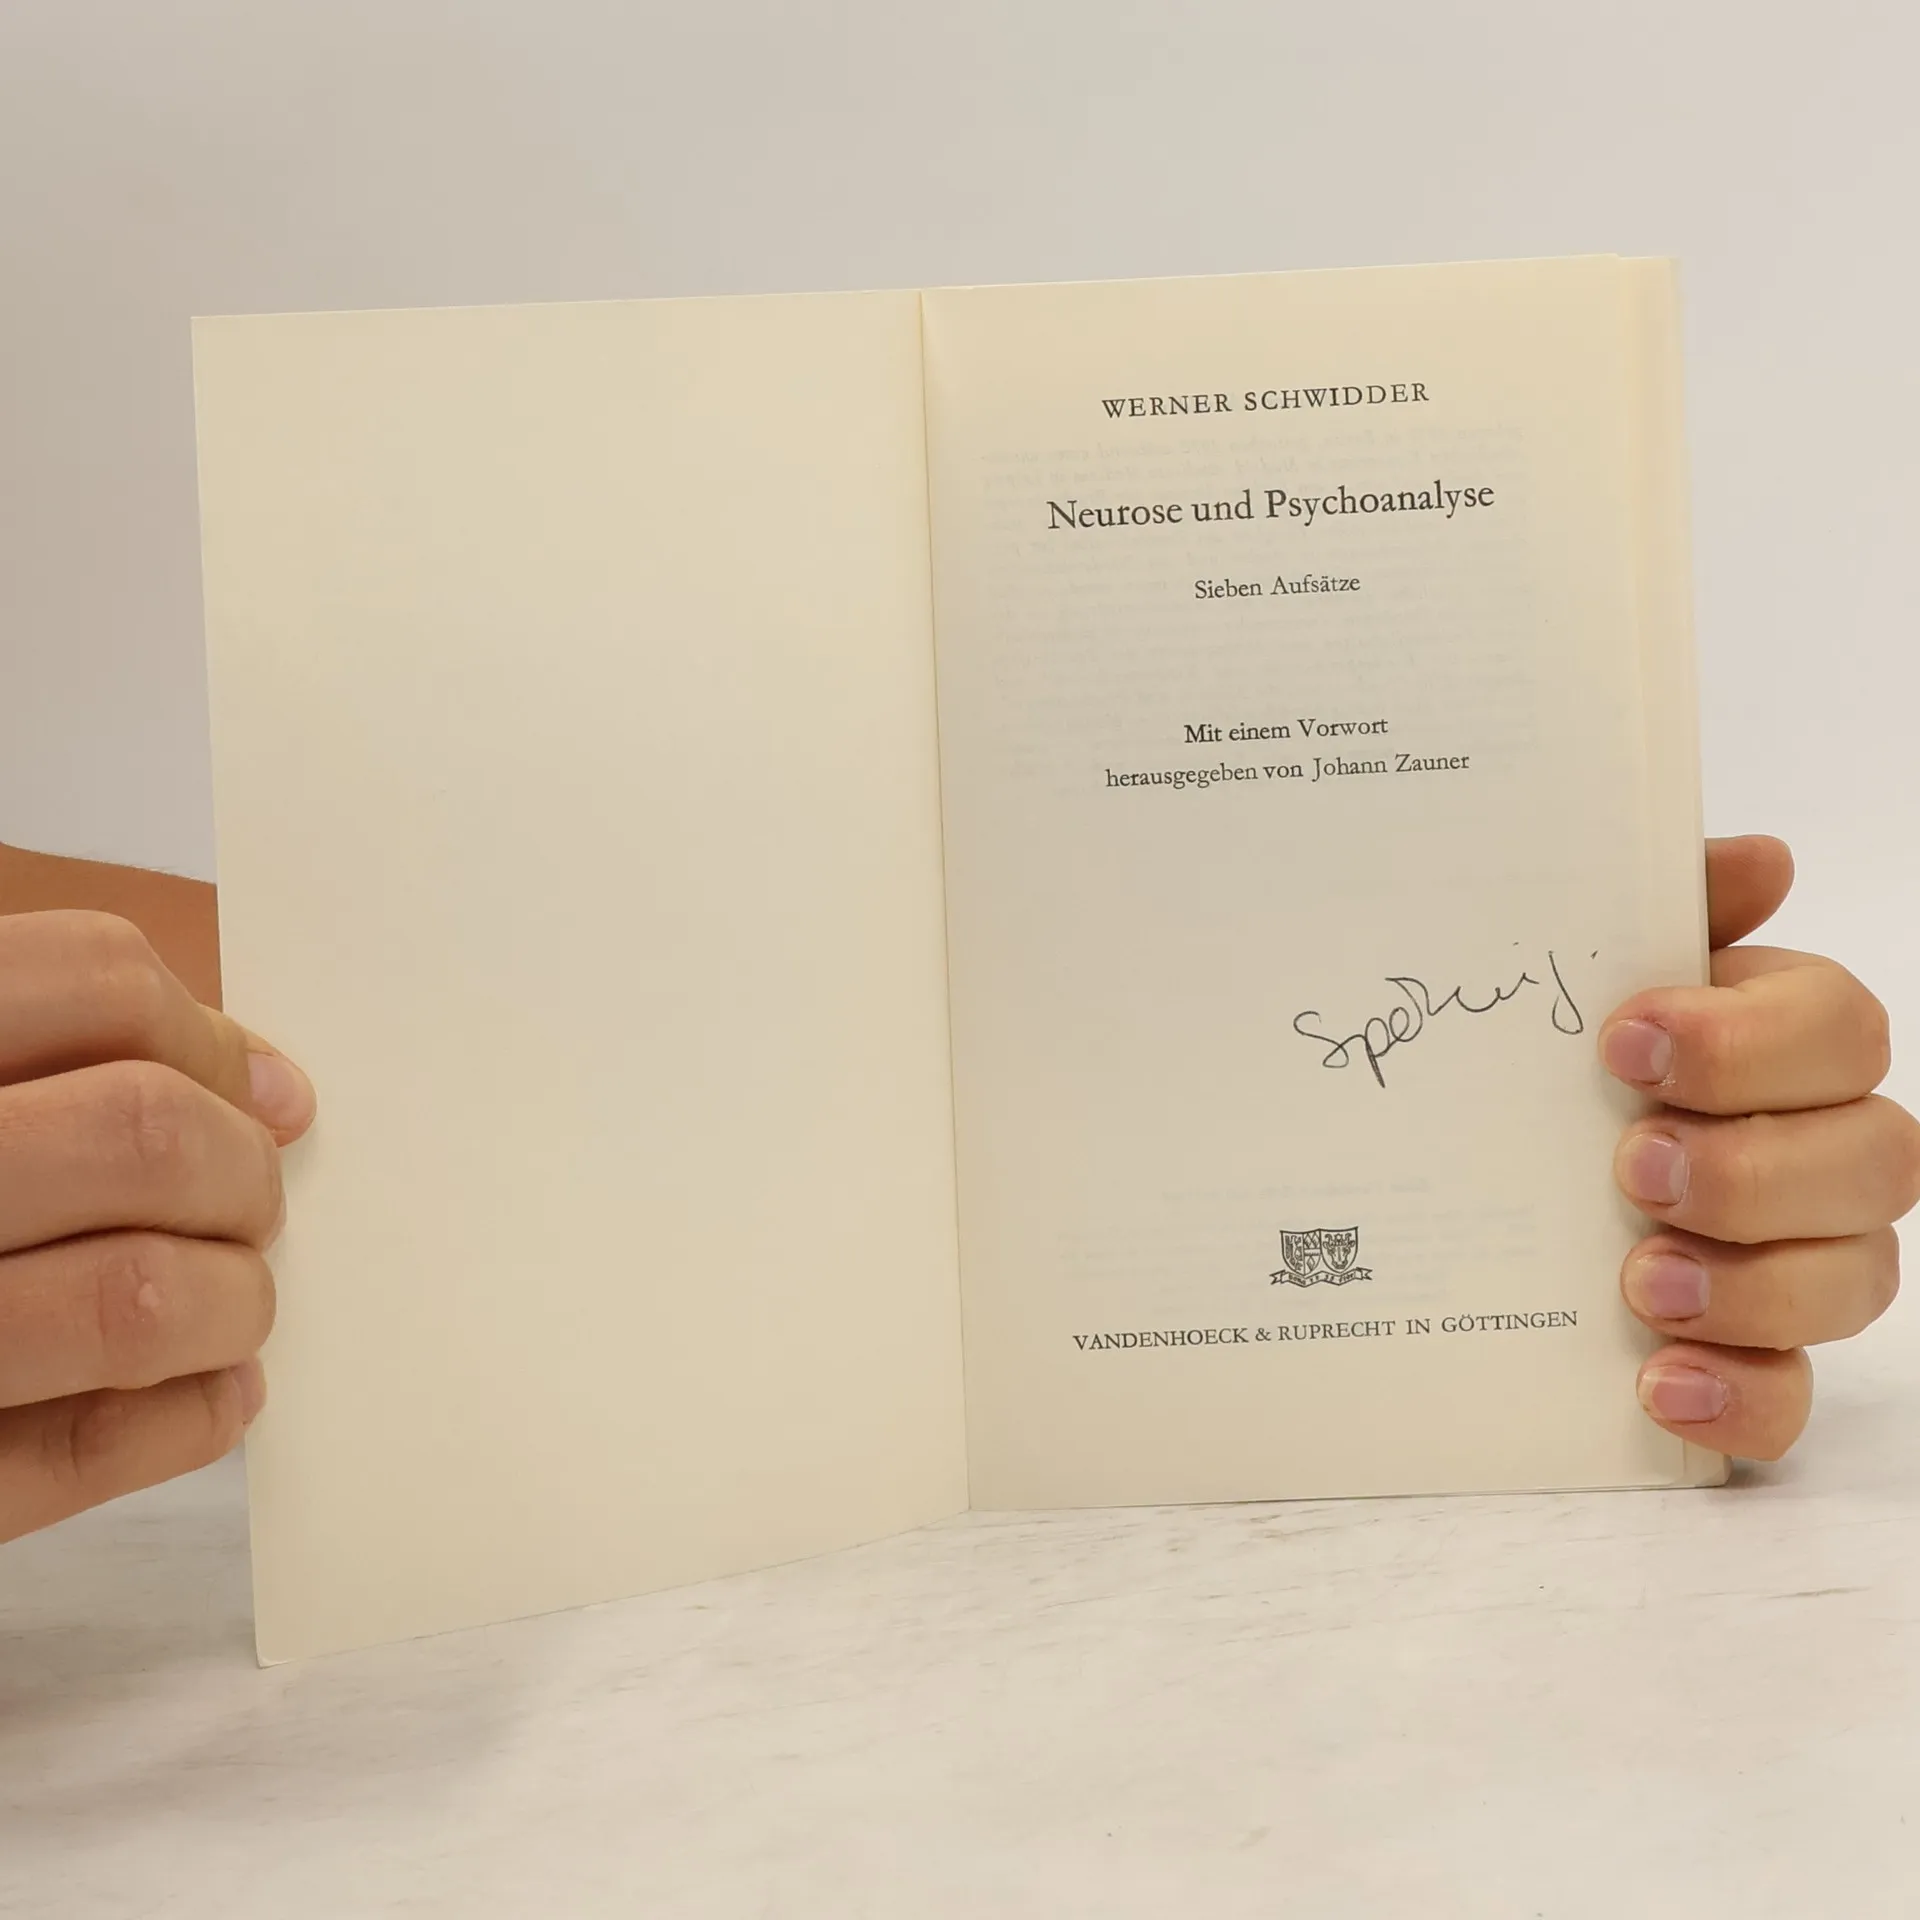 WERNER SCHWIDDER
Neurose und Psychoanalyse
Sieben Aufsätze
Mit einem Vorwort
herausgegeben von Johann Zauner
VANDENHOECK & RUPRECHT IN GÖTTINGEN